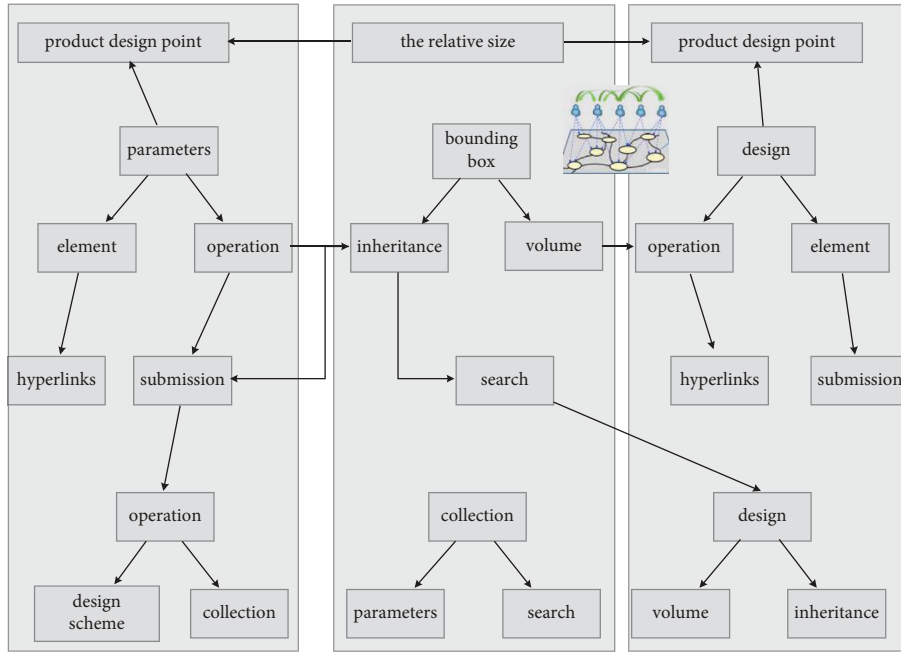 product design point
the relative size
product design point
parameters
bounding
box
design
element
operation
inheritance
volume
operation
element
hyperlinks
submission
search
hyperlinks
submission
operation
collection
design
design
scheme
collection
parameters
search
volume
inheritance